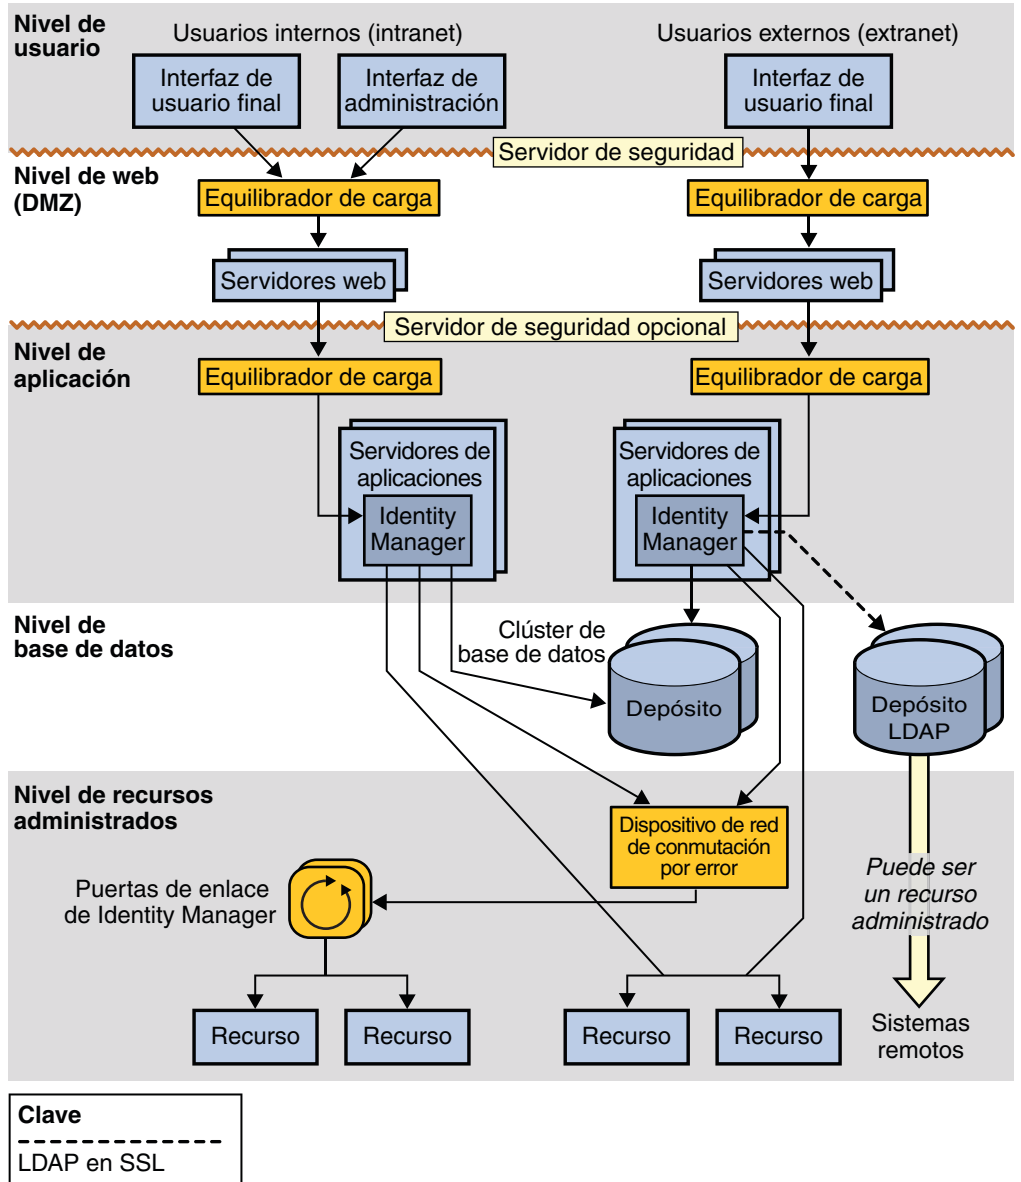 Nivel de
usuario
Usuarios internos (intranet)
Usuarios externos (extranet)
Interfaz de
usuario final
Interfaz de
administración
Interfaz de
usuario final
Servidor de seguridad
Nivel de web
(DMZ)
Equilibrador de carga
Equilibrador de carga
Servidores web
Servidores web
Servidor de seguridad opcional
Nivel de
aplicación
Equilibrador de carga
Equilibrador de carga
Servidores de
aplicaciones
Identity
Manager
Servidores de
aplicaciones
Identity
Manager
Nivel de
base de datos
Clúster de
base de datos
Depósito
Depósito
LDAP
Nivel de recursos
administrados
Dispositivo de red
de conmutación
por error
Puertas de enlace
de Identity Manager
Puede ser
un recurso
administrado
Recurso
Recurso
Recurso
Recurso
Sistemas
remotos
Clave
LDAP en SSL